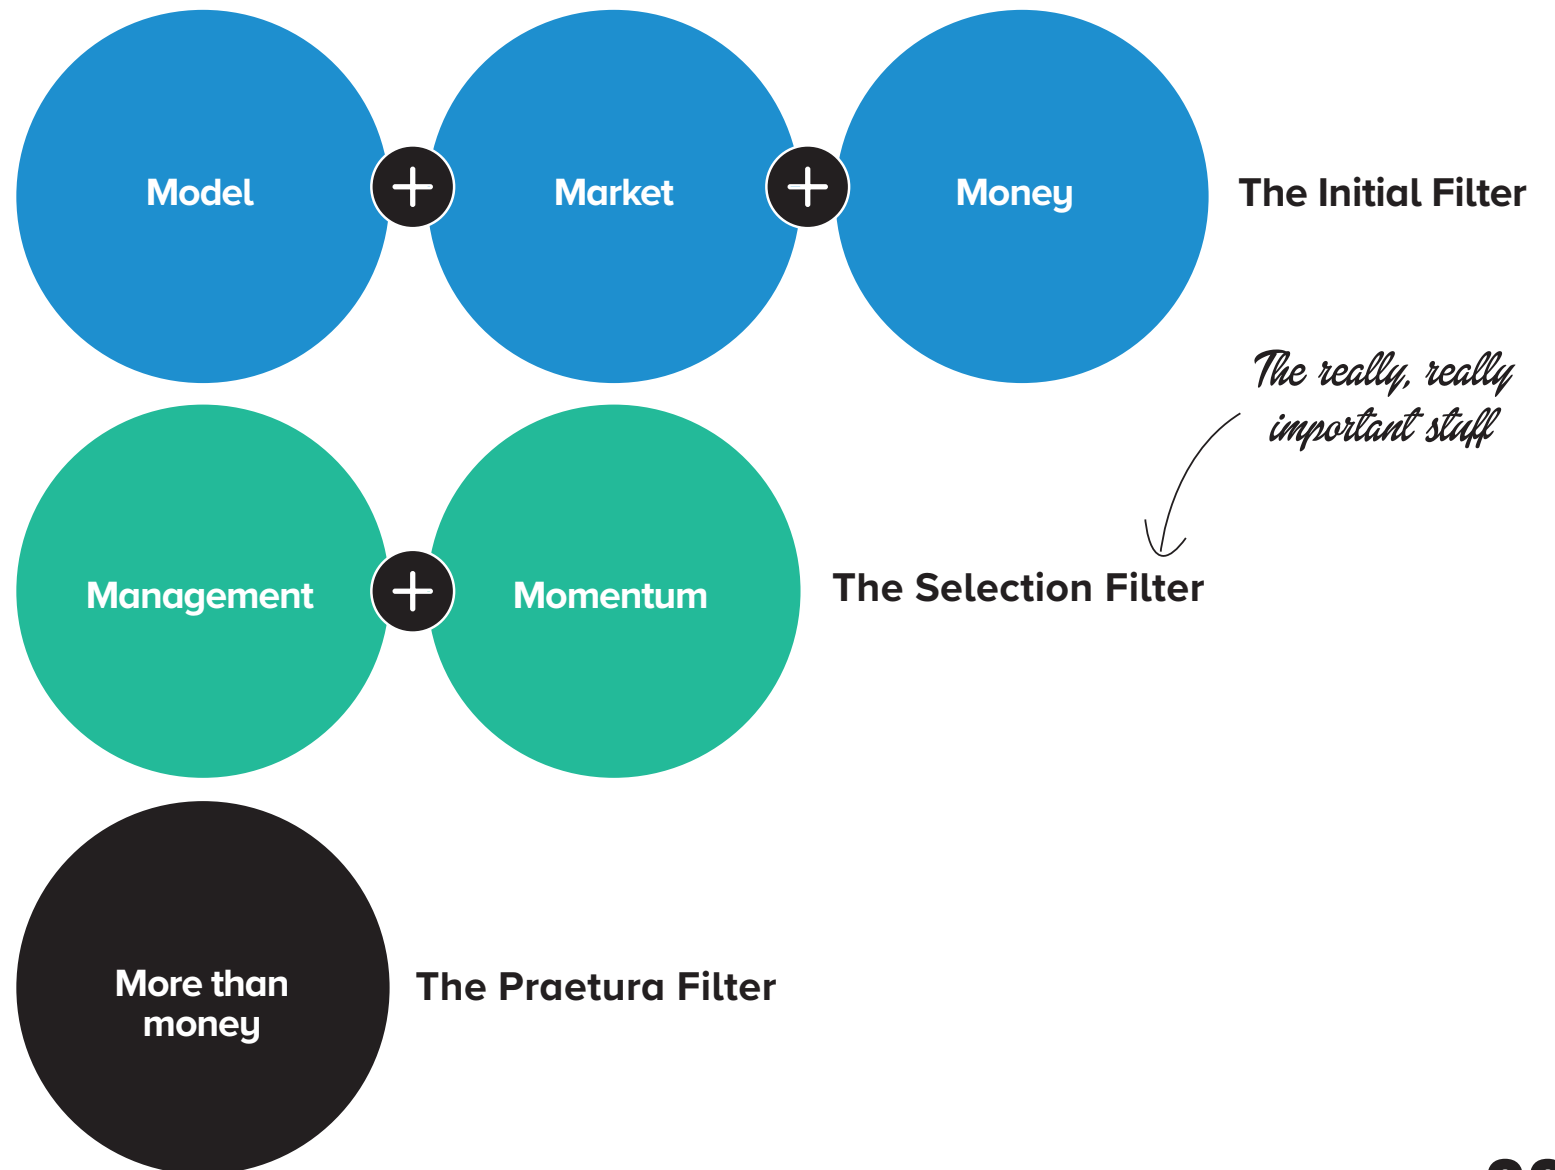 Model
Market
Money
The Initial Filter
The really, really
important stuff
Management
Momentum
The Selection Filter
More than
money
The Praetura Filter